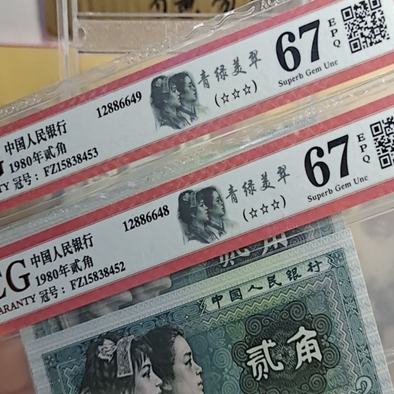 中国人民银行
1980年贰角
冠号：FZ15838453
12886649
青绿美翠
(☆☆☆)
67
EPQ
Superb Gem Unc
中国人民银行
1980年贰角
冠号：FZ15838452
12886648
青绿美翠
(☆☆☆)
67
EPQ
Superb Gem Unc
中国人民银行
贰角